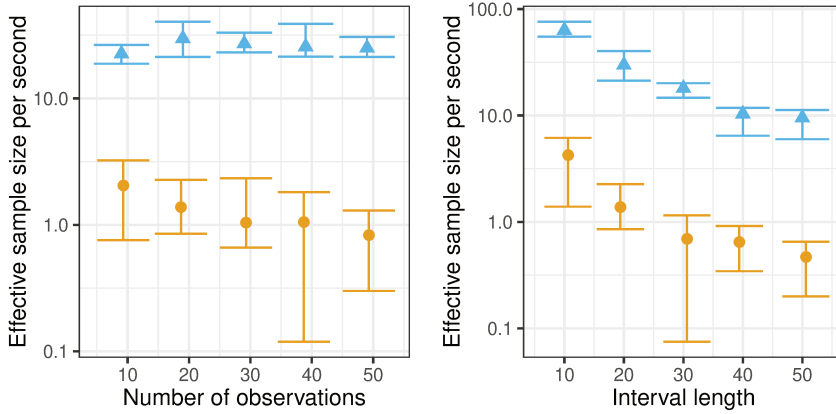 Effective sample size per second
10.0
1.0
0.1
10 20 30 40 50
Number of observations
Effective sample size per second
100.0
10.0
1.0
0.1
10 20 30 40 50
Interval length